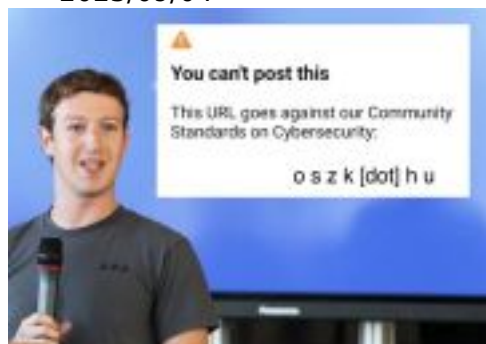 You can't post this
This URL goes against our Community
Standards on Cybersecurity:
o s z k [dot] h u